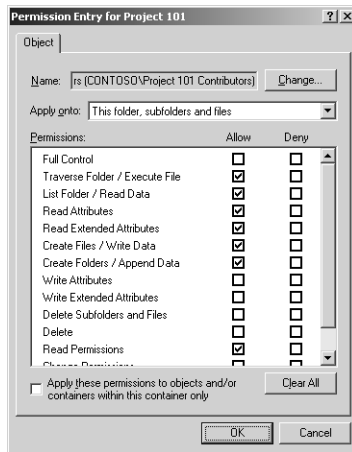 Permission Entry for Project 101
Object
Name: rs (CONTOSO\Project 101 Contributors) Change...
Apply onto: This folder, subfolders and files
Permissions: Allow Deny
Full Control
Traverse Folder / Execute File
List Folder / Read Data
Read Attributes
Read Extended Attributes
Create Files / Write Data
Create Folders / Append Data
Write Attributes
Write Extended Attributes
Delete Subfolders and Files
Delete
Read Permissions
Change Permissions
Apply these permissions to objects and/or Clear All
containers within this container only
OK Cancel